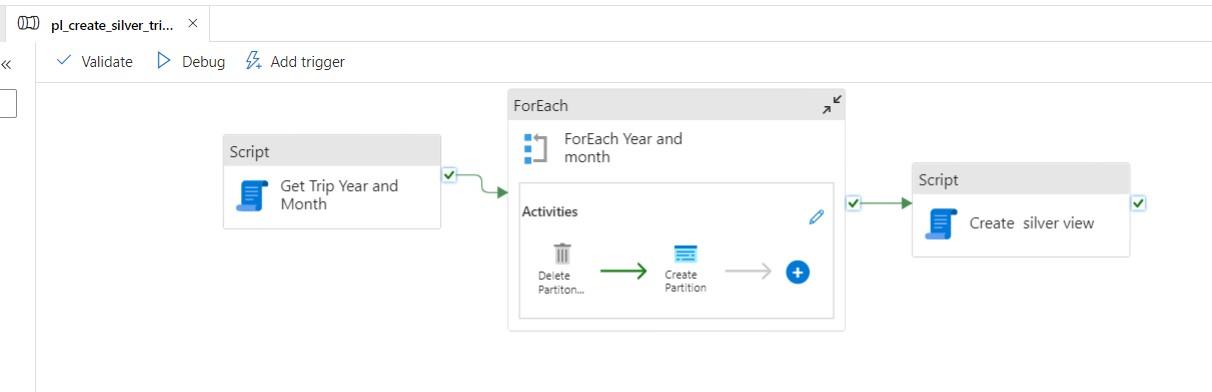 pl_create_silver_tri...
Validate
Debug
Add trigger
Script
Get Trip Year and
Month
ForEach
ForEach Year and
month
Activities
Delete
Partiton...
Create
Partition
Script
Create silver view